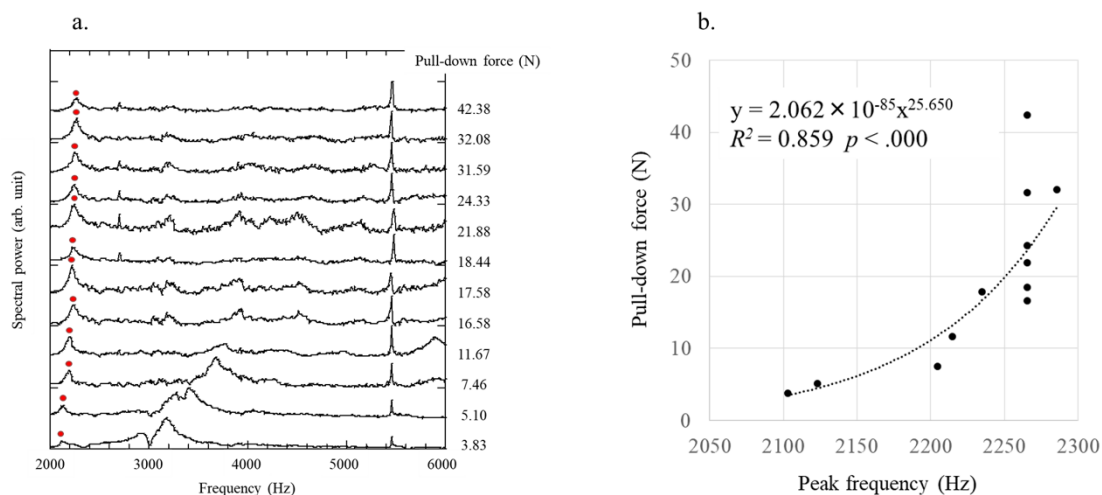 a.
Pull-down force (N)
42.38
32.08
31.59
24.33
21.88
18.44
17.58
16.58
11.67
7.46
5.10
3.83
Spectral power (arb. unit)
2000 3000 4000 5000 6000
Frequency (Hz)
b.
50
40
30
20
10
0
y = 2.062 × 10⁻⁸⁵x²⁵·⁶⁵⁰
R² = 0.859 p < .000
Pull-down force (N)
2050 2100 2150 2200 2250 2300
Peak frequency (Hz)